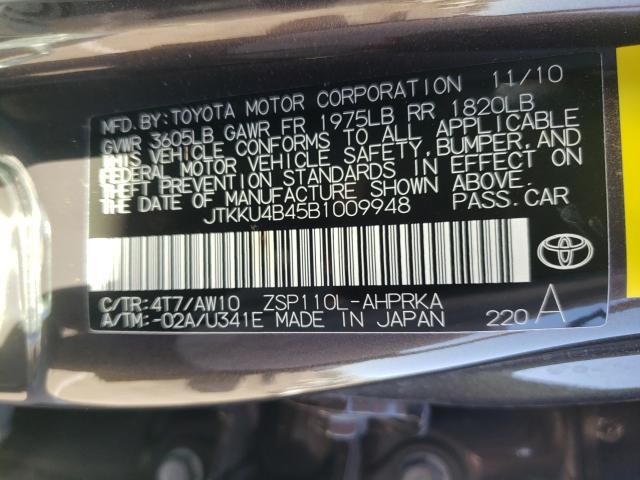 MFD. BY: TOYOTA MOTOR CORPORATION 11/10
GVWR 3605LB GAWR FR 1975LB RR 1820LB
THIS VEHICLE CONFORMS TO ALL APPLICABLE
FEDERAL MOTOR VEHICLE SAFETY, BUMPER, AND
THEFT PREVENTION STANDARDS IN EFFECT ON
THE DATE OF MANUFACTURE SHOWN ABOVE.
JTKKU4B45B1009948 PASS. CAR
C/TR: 4T7/AW10 ZSP110L-AHPRKA
A/TM: -02A/U341E MADE IN JAPAN 220 A